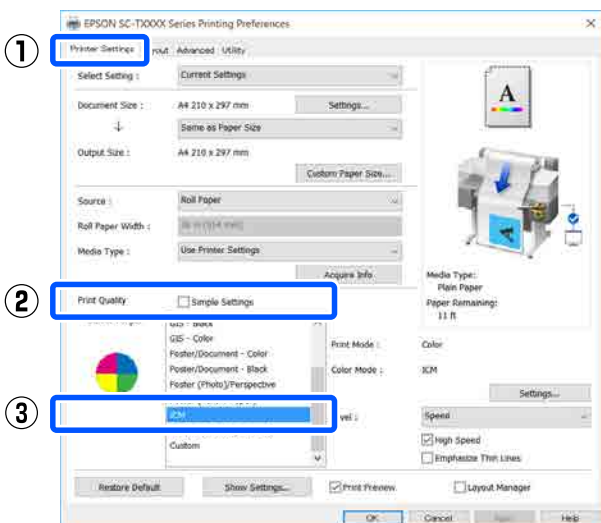 EPSON SC-TXXXX Series Printing Preferences
①
Printer Settings
out
Advanced
Utility
Select Setting :
Current Settings
Document Size :
A4 210 x 297 mm
Settings...
Same as Paper Size
Output Size :
A4 210 x 297 mm
Custom Paper Size...
A
Source :
Roll Paper
Roll Paper Width :
Media Type :
Use Printer Settings
Acquire Info
Media Type:
Plain Paper
Paper Remaining:
11 ft
②
Print Quality
Simple Settings
GIS - Color
Poster/Document - Color
Poster/Document - Black
Poster (Photo)/Perspective
③
ICM
Custom
Print Mode :
Color
Color Mode :
ICM
Settings...
vel :
Speed
High Speed
Emphasize Thin Lines
Restore Default
Show Settings...
Print Preview
Layout Manager
OK
Cancel
Help